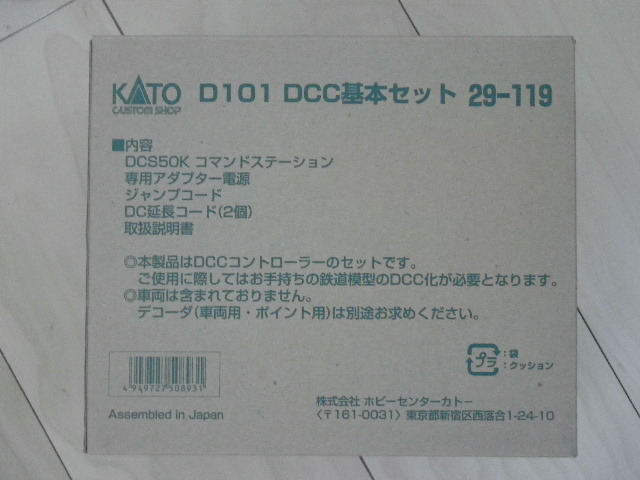 KATO D101 DCC基本セット 29-119
CUSTOM SHOP
■内容
DCS50K コマンドステーション
専用アダプター電源
ジャンプコード
DC延長コード(2個)
取扱説明書
◎本製品はDCCコントローラーのセットです。
ご使用に際してはお手持ちの鉄道模型のDCC化が必要となります。
◎車両は含まれておりません。
デコーダ(車両用・ポイント用)は別途お求めください。
プラ :袋
:クッション
4949727508931
Assembled in Japan
株式会社 ホビーセンターカトー
〈〒161-0031〉東京都新宿区西落合1-24-10